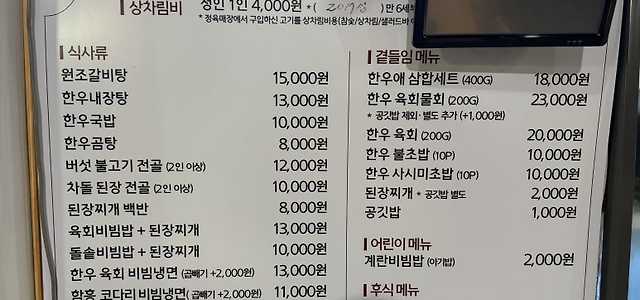 상차림비 성인 1인 4,000원 *( ) 만 6세부
* 정육매장에서 구입하신 고기를 상차림비용(참숯/상차림/샐러드바
식사류
원조갈비탕 15,000원
한우내장탕 13,000원
한우국밥 10,000원
한우곰탕 8,000원
버섯 불고기 전골 (2인 이상) 12,000원
차돌 된장 전골 (2인 이상) 10,000원
된장찌개 백반 8,000원
육회비빔밥 + 된장찌개 13,000원
돌솥비빔밥 + 된장찌개 10,000원
한우 육회 비빔냉면 (곱빼기 +2,000원) 13,000원
함흥 코다리 비빔냉면 (곱빼기 +2,000원) 11,000원
곁들임 메뉴
한우애 삼합세트 (400G) 18,000원
한우 육회물회 (200G) 23,000원
* 공깃밥 제외 · 별도 추가 (+1,000원)
한우 육회 (200G) 20,000원
한우 불초밥 (10P) 10,000원
한우 사시미초밥 (10P) 10,000원
된장찌개 * 공깃밥 별도 2,000원
공깃밥 1,000원
어린이 메뉴
계란비빔밥 (아기밥) 2,000원
후식 메뉴